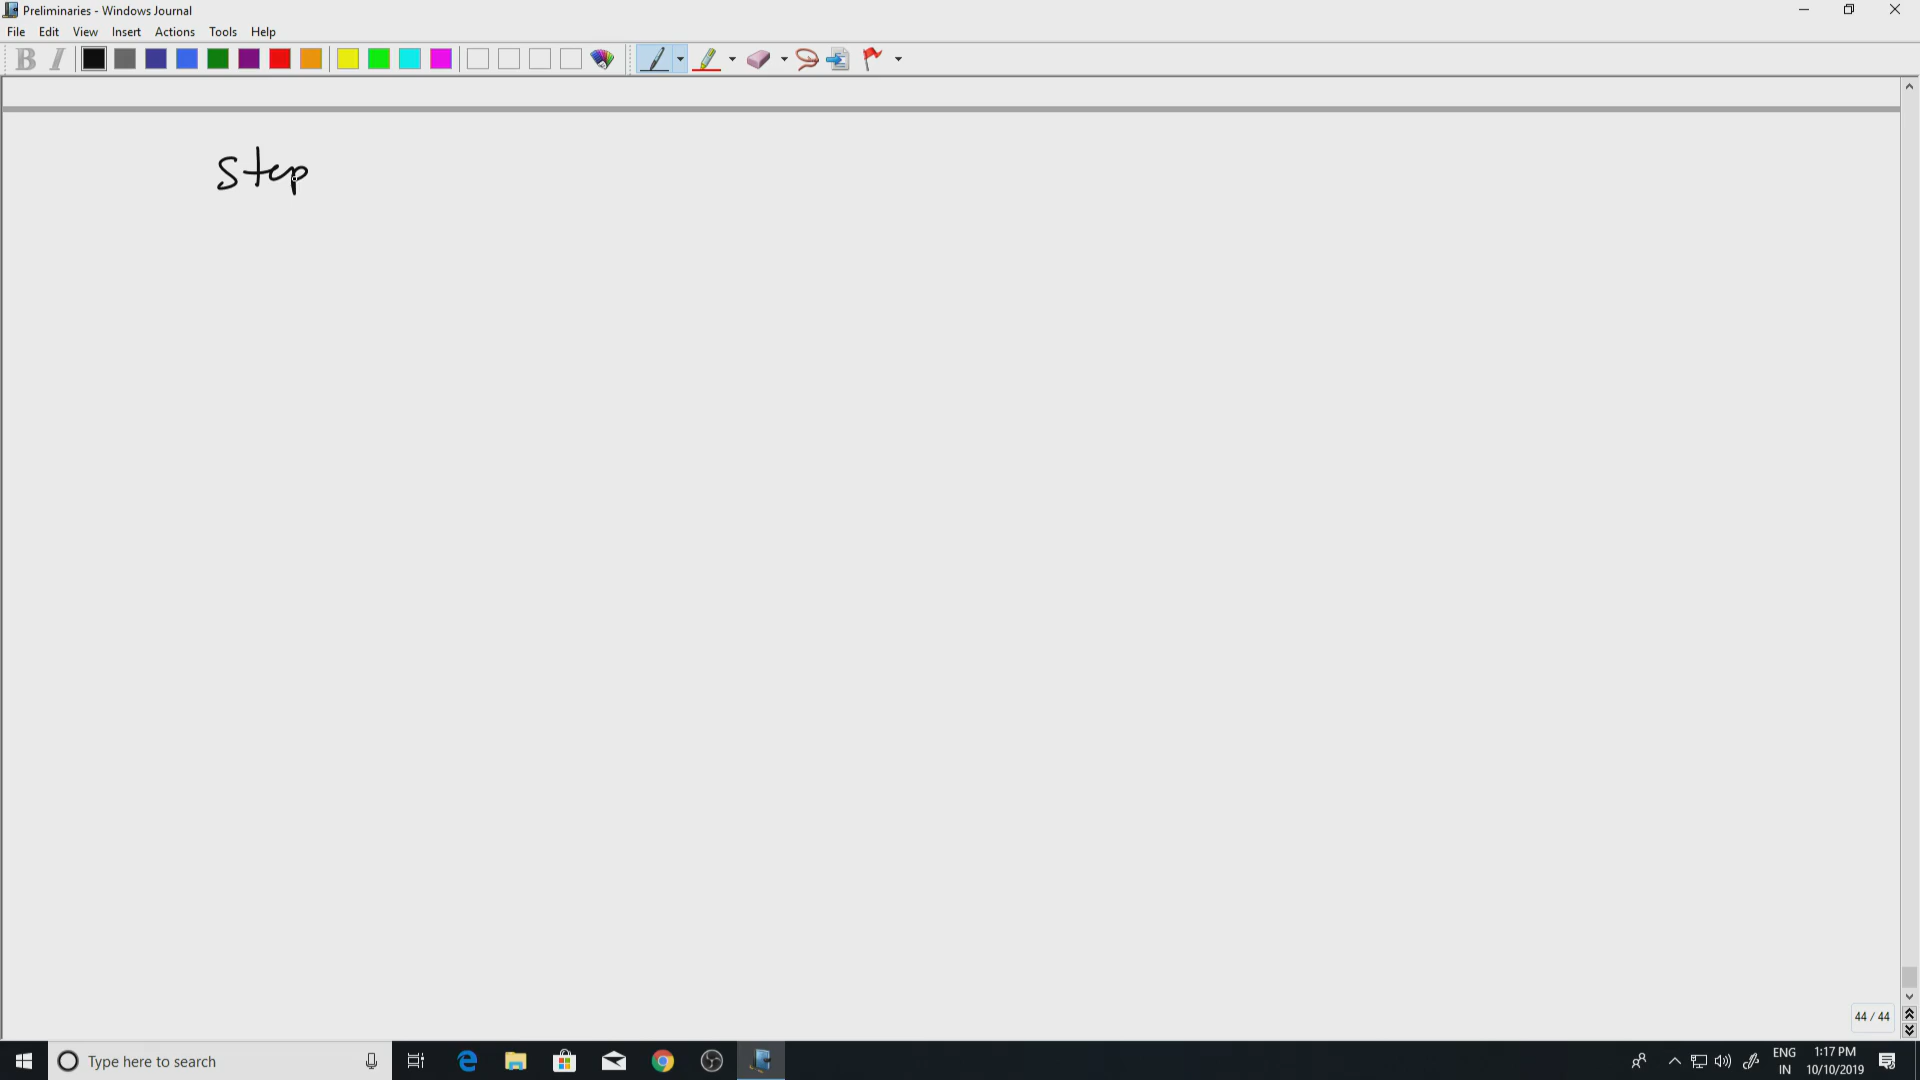 Preliminaries - Windows Journal
File Edit View Insert Actions Tools Help
B I
Step
44 / 44
Type here to search
ENG
IN
1:17 PM
10/10/2019